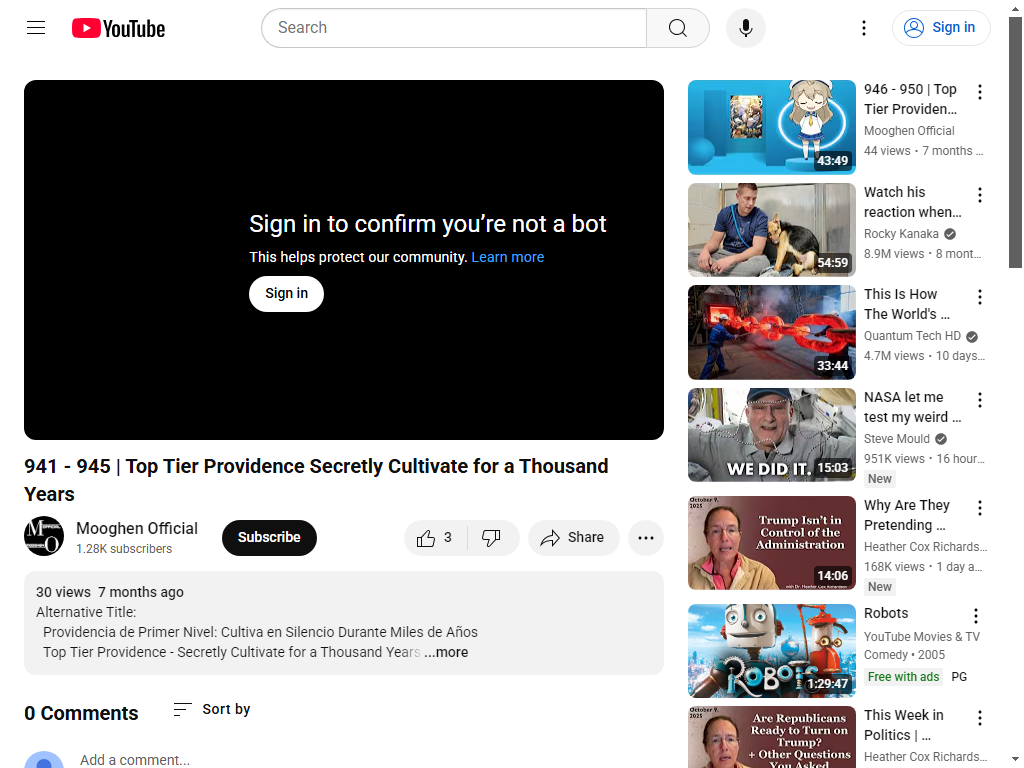 YouTube
Search
Sign in
Sign in to confirm you’re not a bot
This helps protect our community. Learn more
Sign in
941 - 945 | Top Tier Providence Secretly Cultivate for a Thousand
Years
Mooghen Official
1.28K subscribers
Subscribe
3
Share
30 views 7 months ago
Alternative Title:
Providencia de Primer Nivel: Cultiva en Silencio Durante Miles de Años
Top Tier Providence - Secretly Cultivate for a Thousand Years ...more
0 Comments
Sort by
Add a comment...
43:49
946 - 950 | Top
Tier Providen...
Mooghen Official
44 views • 7 months ...
54:59
Watch his
reaction when...
Rocky Kanaka
8.9M views • 8 mont...
33:44
This Is How
The World's ...
Quantum Tech HD
4.7M views • 10 days...
WE DID IT.
15:03
NASA let me
test my weird ...
Steve Mould
951K views • 16 hour...
New
October 9,
2025
Trump Isn't in
Control of the
Administration
14:06
Why Are They
Pretending ...
Heather Cox Richards...
168K views • 1 day a...
New
ROBOTS
1:29:47
Robots
YouTube Movies & TV
Comedy • 2005
Free with ads PG
October 9,
2025
Are Republicans
Ready to Turn on
Trump?
+ Other Questions
You Asked
This Week in
Politics | ...
Heather Cox Richards...